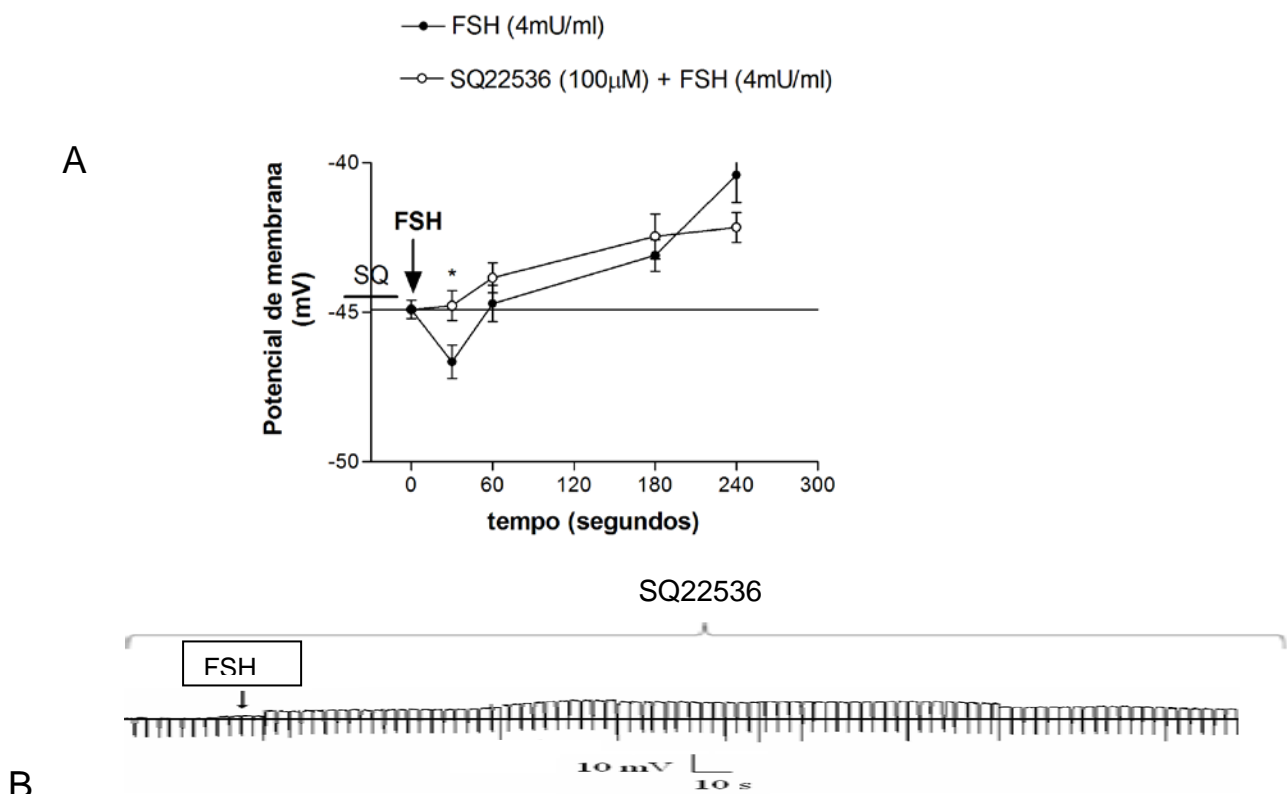 FSH (4mU/ml)
SQ22536 (100µM) + FSH (4mU/ml)
A
Potencial de membrana
(mV)
-40
-45
-50
FSH
SQ
*
0 60 120 180 240 300
tempo (segundos)
SQ22536
FSH
10 mV
10 s
B